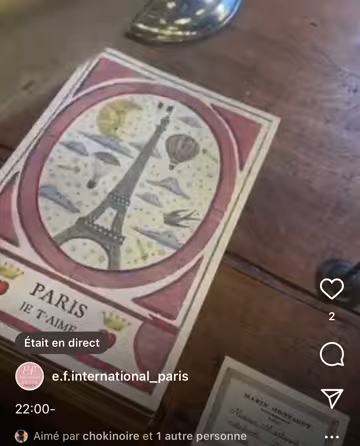 PARIS
JE T'AIME
Était en direct
e.f.international_paris
2
22:00-
Aimé par chokinoire et 1 autre personne
MARIE-ANTOINETTE